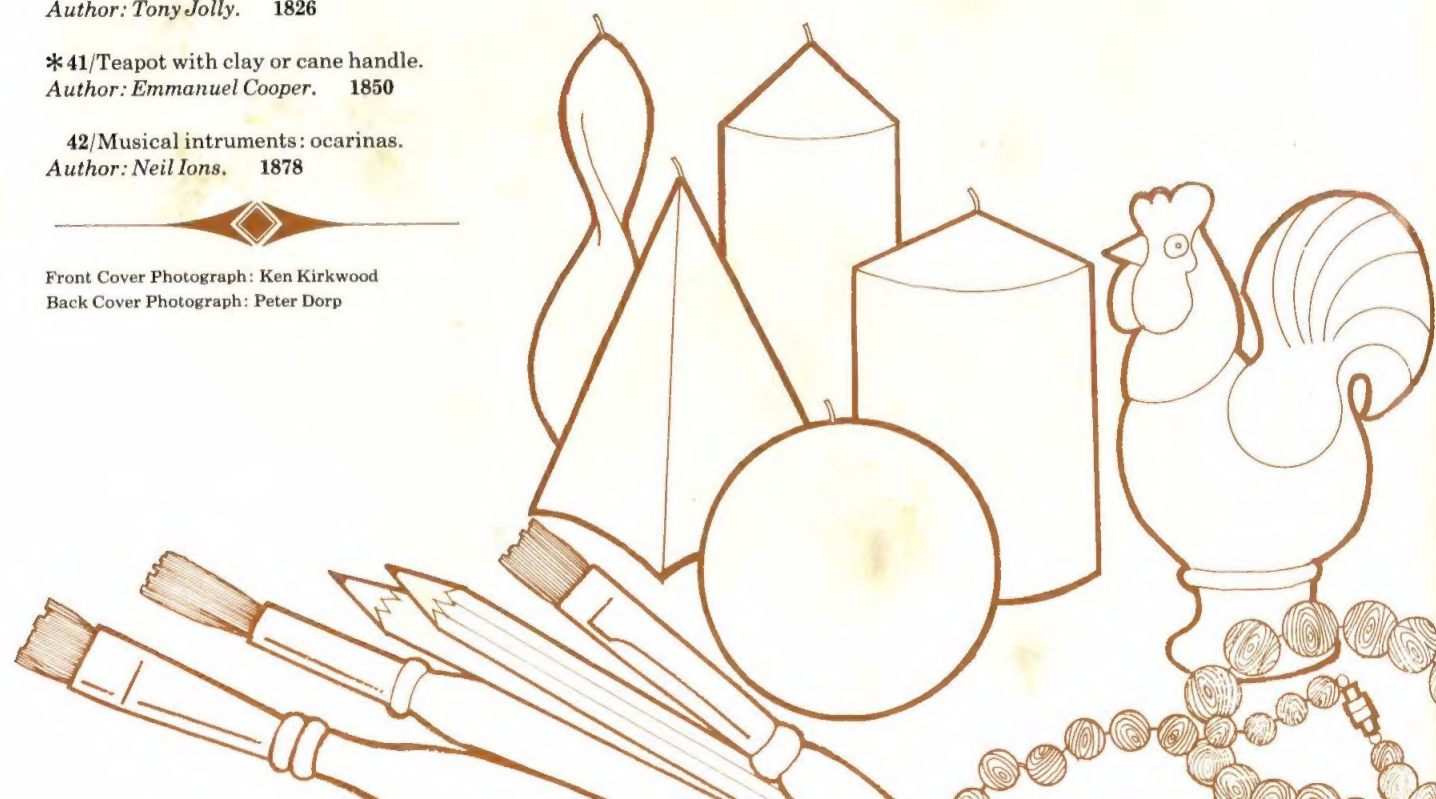 Author: Tony Jolly. 1826
*41/Teapot with clay or cane handle.
Author: Emmanuel Cooper. 1850
42/Musical intruments: ocarinas.
Author: Neil Ions. 1878
Front Cover Photograph: Ken Kirkwood
Back Cover Photograph: Peter Dorp